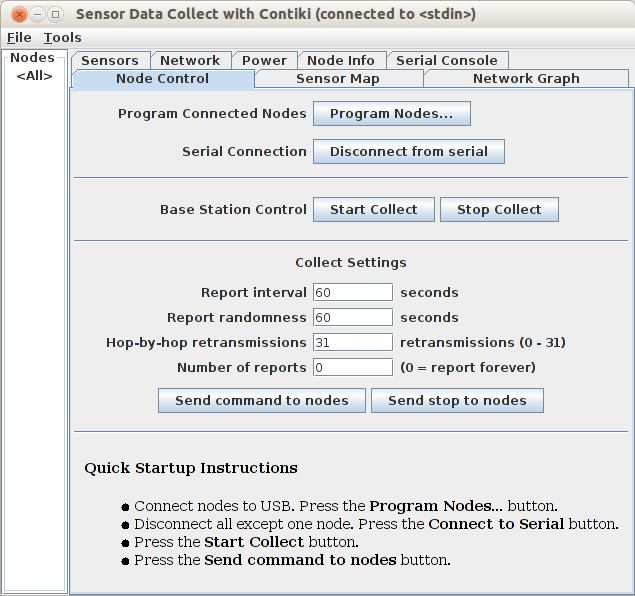 Sensor Data Collect with Contiki (connected to <stdin>)
File Tools
Nodes
<All>
Sensors Network Power Node Info Serial Console
Node Control Sensor Map Network Graph
Program Connected Nodes Program Nodes...
Serial Connection Disconnect from serial
Base Station Control Start Collect Stop Collect
Collect Settings
Report interval 60 seconds
Report randomness 60 seconds
Hop-by-hop retransmissions 31 retransmissions (0 - 31)
Number of reports 0 (0 = report forever)
Send command to nodes Send stop to nodes
Quick Startup Instructions
● Connect nodes to USB. Press the Program Nodes... button.
● Disconnect all except one node. Press the Connect to Serial button.
● Press the Start Collect button.
● Press the Send command to nodes button.